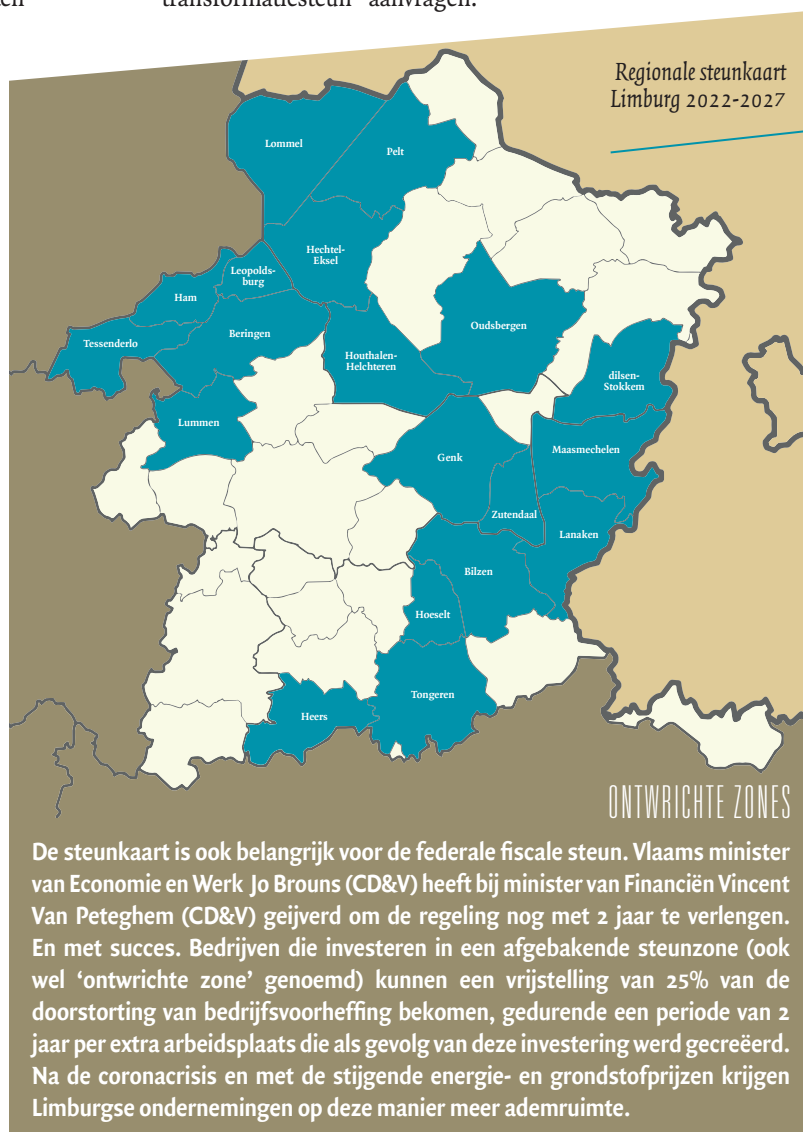 ten
transformatiesteun aanvragen.
Regionale steunkaart
Limburg 2022-2027
Lommel
Pelt
Hechtel-
Eksel
Leopolds-
burg
Ham
Oudsbergen
Beringen
Tessenderlo
Houthalen-
Helchteren
dilsen-
Stokkem
Lummen
Maasmechelen
Genk
Zutendaal
Lanaken
Bilzen
Hoeselt
Tongeren
Heers
ONTWRICHTE ZONES
De steunkaart is ook belangrijk voor de federale fiscale steun. Vlaams minister
van Economie en Werk Jo Brouns (CD&V) heeft bij minister van Financiën Vincent
Van Peteghem (CD&V) geijverd om de regeling nog met 2 jaar te verlengen.
En met succes. Bedrijven die investeren in een afgebakende steunzone (ook
wel ‘ontwrichte zone’ genoemd) kunnen een vrijstelling van 25% van de
doorstorting van bedrijfsvoorheffing bekomen, gedurende een periode van 2
jaar per extra arbeidsplaats die als gevolg van deze investering werd gecreëerd.
Na de coronacrisis en met de stijgende energie- en grondstofprijzen krijgen
Limburgse ondernemingen op deze manier meer ademruimte.